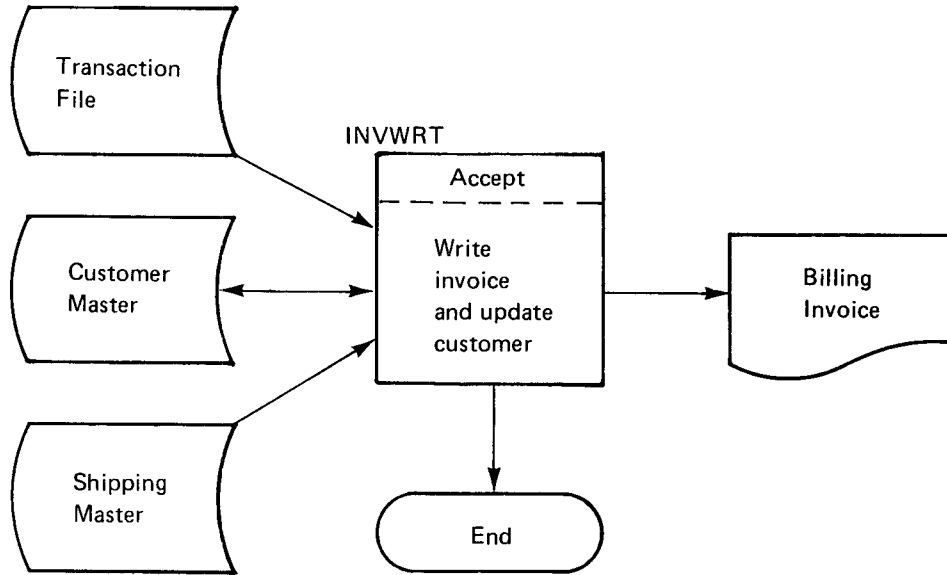 Transaction
File
INVWRT
Accept
Customer
Master
Write
invoice
and update
customer
Billing
Invoice
Shipping
Master
End